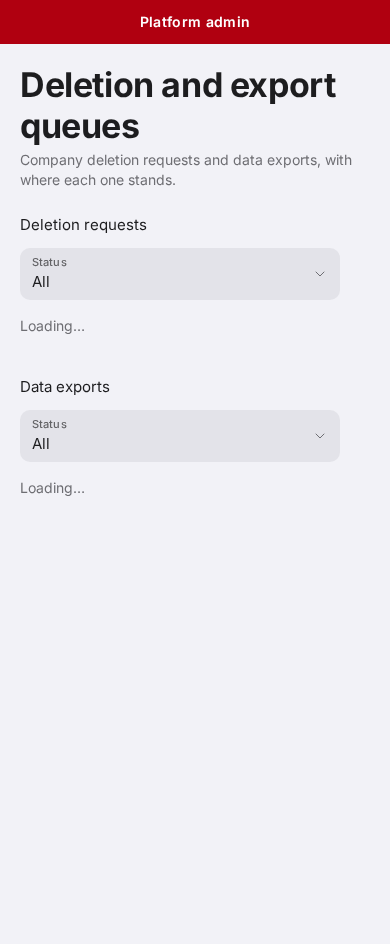 Platform admin
Deletion and export
queues
Company deletion requests and data exports, with
where each one stands.
Deletion requests
Status
All
Loading...
Data exports
Status
All
Loading...